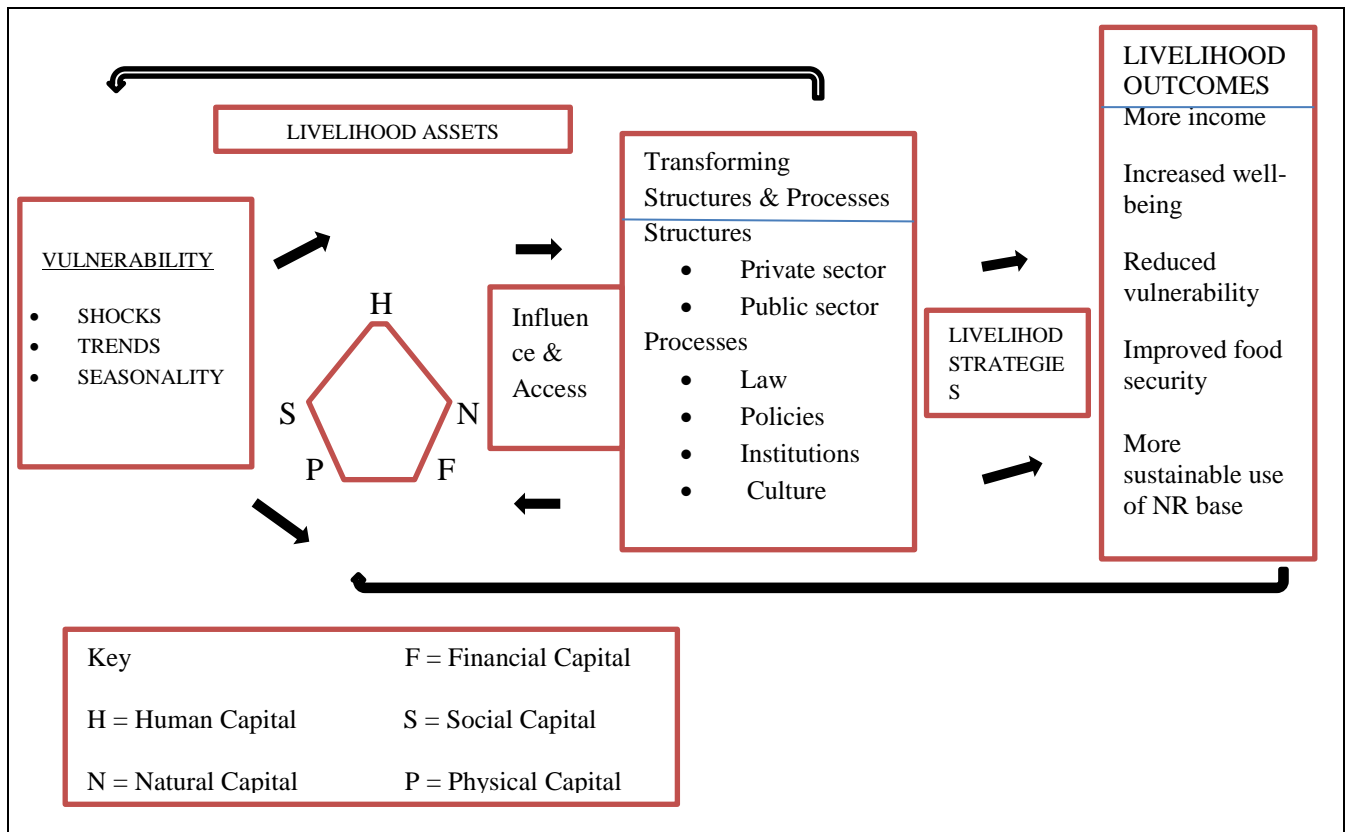 LIVELIHOOD ASSETS
VULNERABILITY
• SHOCKS
• TRENDS
• SEASONALITY
H
S
N
P
F
Influen
ce &
Access
Transforming
Structures & Processes
Structures
• Private sector
• Public sector
Processes
• Law
• Policies
• Institutions
• Culture
LIVELIHOD
STRATEGIE
S
LIVELIHOOD
OUTCOMES
More income
Increased well-
being
Reduced
vulnerability
Improved food
security
More
sustainable use
of NR base
Key
F = Financial Capital
H = Human Capital
S = Social Capital
N = Natural Capital
P = Physical Capital